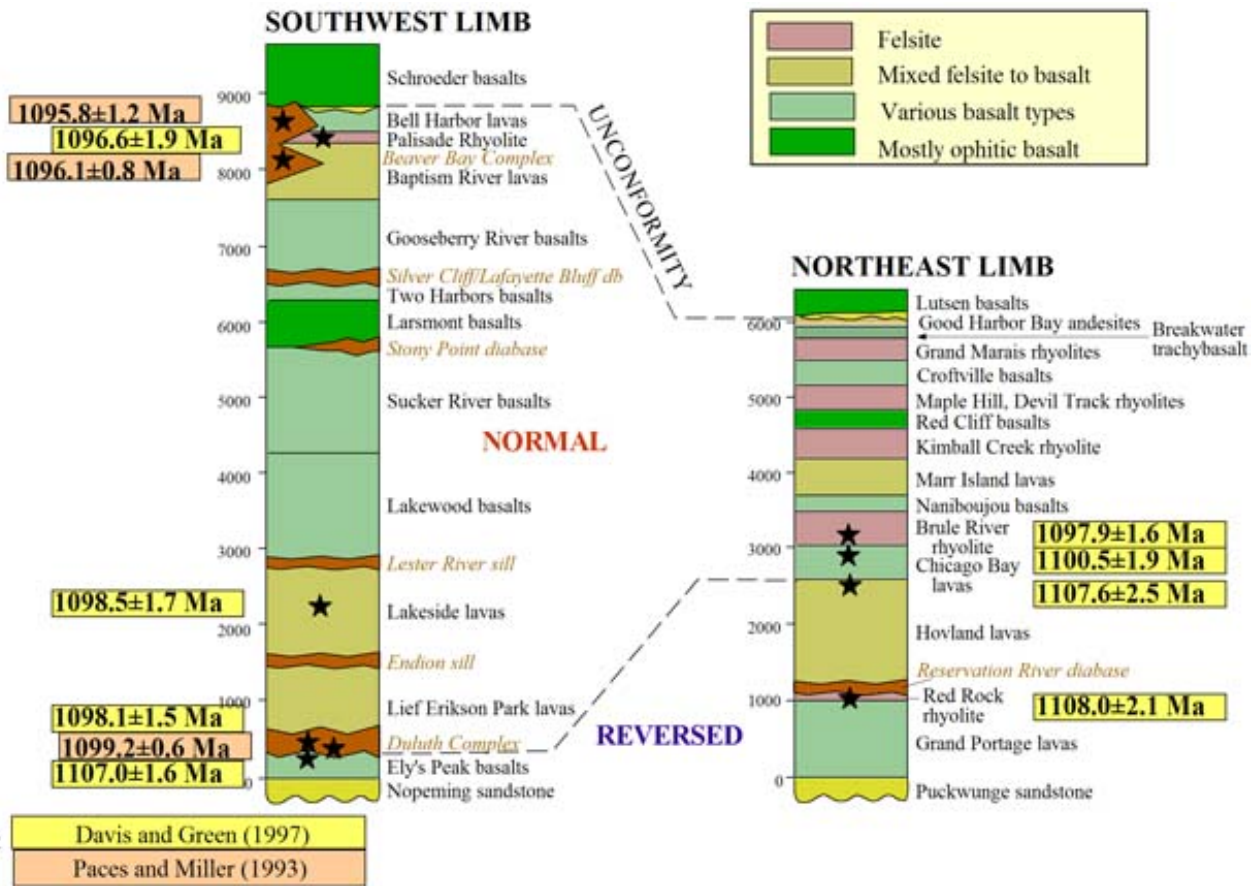 SOUTHWEST LIMB
Felsite
Mixed felsite to basalt
Various basalt types
Mostly ophitic basalt
Schroeder basalts
9000
1095.8±1.2 Ma
Bell Harbor lavas
1096.6±1.9 Ma
Palisade Rhyolite
Beaver Bay Complex
1096.1±0.8 Ma
8000
Baptism River lavas
UNCONFORMITY
Gooseberry River basalts
7000
Silver Cliff/Lafayette Bluff db
Two Harbors basalts
6000
Larsmont basalts
Stony Point diabase
5000
Sucker River basalts
NORMAL
4000
Lakewood basalts
3000
Lester River sill
1098.5±1.7 Ma
Lakeside lavas
2000
Endion sill
1000
Lief Erikson Park lavas
1098.1±1.5 Ma
1099.2±0.6 Ma
Duluth Complex
REVERSED
1107.0±1.6 Ma
Ely's Peak basalts
0
Nopeming sandstone
NORTHEAST LIMB
Lutsen basalts
6000
Good Harbor Bay andesites
Breakwater
trachybasalt
Grand Marais rhyolites
Croftville basalts
5000
Maple Hill, Devil Track rhyolites
Red Cliff basalts
Kimball Creek rhyolite
4000
Marr Island lavas
Naniboujou basalts
Brule River
rhyolite
1097.9±1.6 Ma
3000
Chicago Bay
lavas
1100.5±1.9 Ma
1107.6±2.5 Ma
2000
Hovland lavas
Reservation River diabase
1000
Red Rock
rhyolite
1108.0±2.1 Ma
Grand Portage lavas
0
Puckwunge sandstone
Davis and Green (1997)
Paces and Miller (1993)